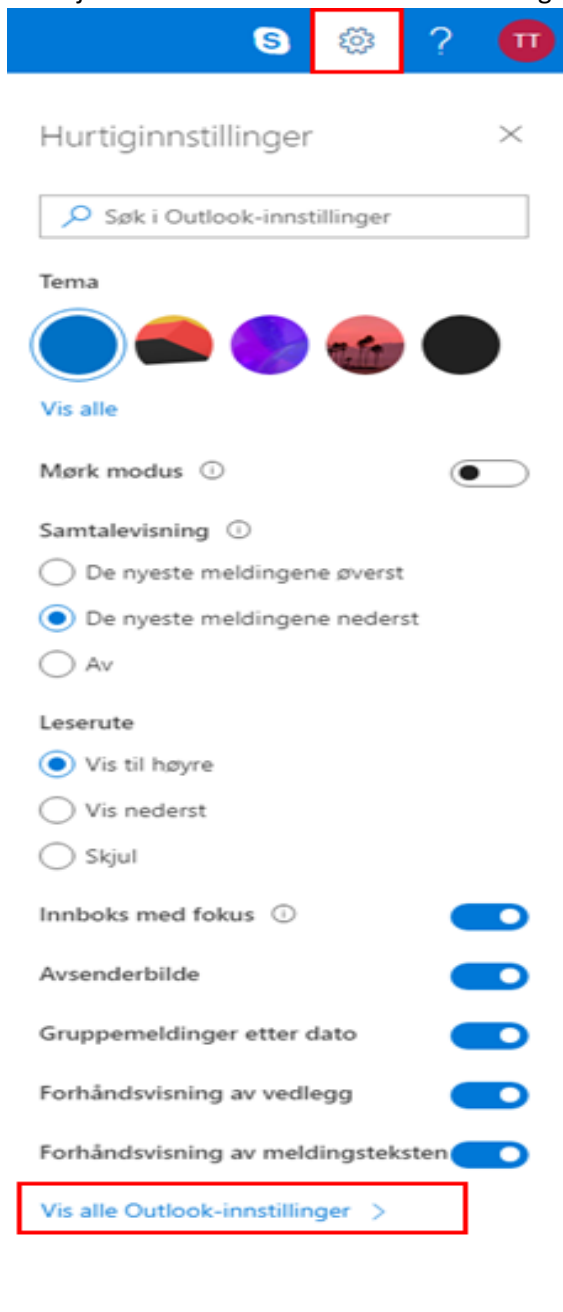 ?
TT
Hurtiginnstillinger
Søk i Outlook-innstillinger
Tema
Vis alle
Mørk modus
Samtalevisning
De nyeste meldingene øverst
De nyeste meldingene nederst
Av
Leserute
Vis til høyre
Vis nederst
Skjul
Innboks med fokus
Avsenderbilde
Gruppemeldinger etter dato
Forhåndsvisning av vedlegg
Forhåndsvisning av meldingsteksten
Vis alle Outlook-innstillinger >